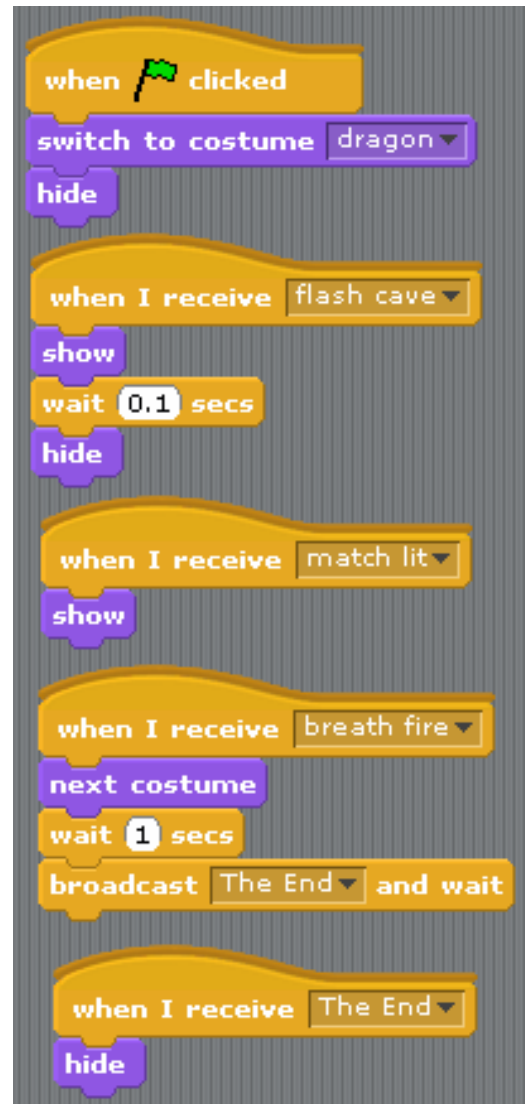 when clicked
switch to costume dragon
hide
when I receive flash cave
show
wait 0.1 secs
hide
when I receive match lit
show
when I receive breath fire
next costume
wait 1 secs
broadcast The End and wait
when I receive The End
hide